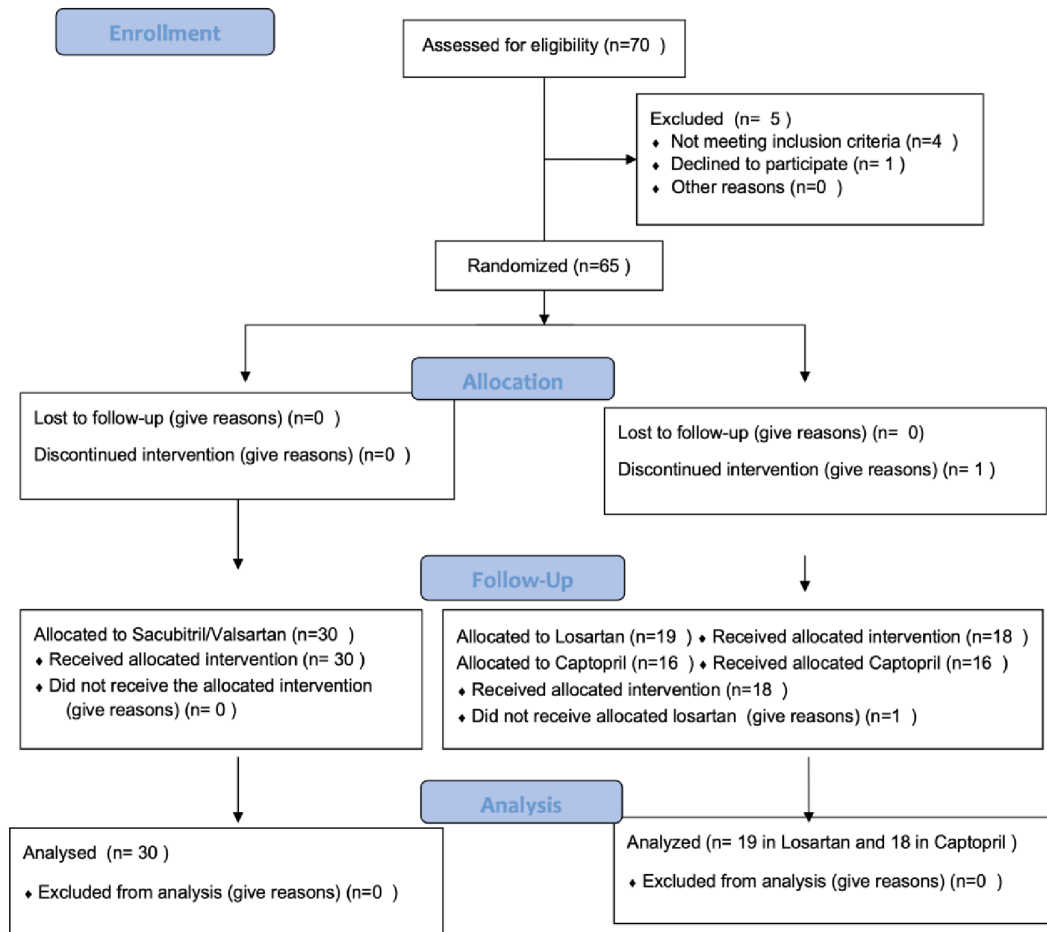 Enrollment
Assessed for eligibility (n=70 )
Excluded (n= 5 )
♦ Not meeting inclusion criteria (n=4 )
♦ Declined to participate (n= 1 )
♦ Other reasons (n=0 )
Randomized (n=65 )
Allocation
Lost to follow-up (give reasons) (n=0 )
Discontinued intervention (give reasons) (n=0 )
Lost to follow-up (give reasons) (n= 0)
Discontinued intervention (give reasons) (n= 1 )
Follow-Up
Allocated to Sacubitril/Valsartan (n=30 )
♦ Received allocated intervention (n= 30 )
♦ Did not receive the allocated intervention
(give reasons) (n= 0 )
Allocated to Losartan (n=19 ) ♦ Received allocated intervention (n=18 )
Allocated to Captopril (n=16 ) ♦ Received allocated Captopril (n=16 )
♦ Received allocated intervention (n=18 )
♦ Did not receive allocated losartan (give reasons) (n=1 )
Analysis
Analysed (n= 30 )
♦ Excluded from analysis (give reasons) (n=0 )
Analyzed (n= 19 in Losartan and 18 in Captopril )
♦ Excluded from analysis (give reasons) (n=0 )